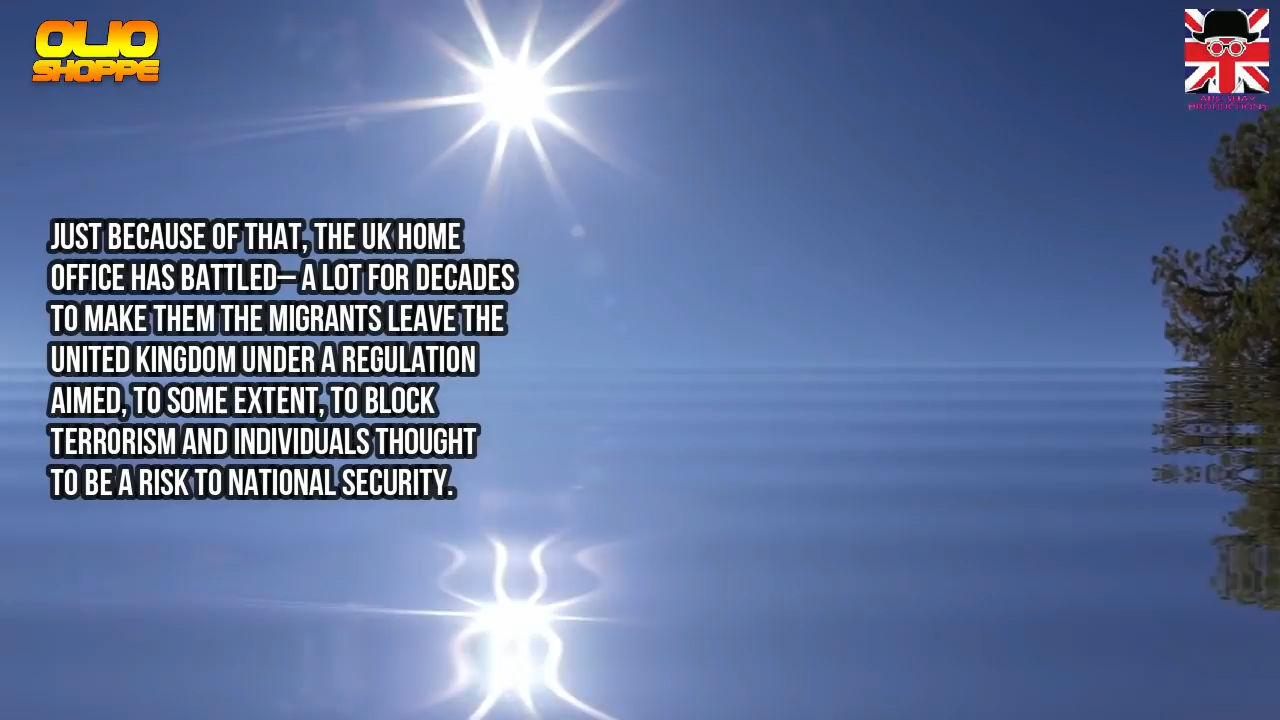 OLIO
SHOPPE
JUST BECAUSE OF THAT, THE UK HOME
OFFICE HAS BATTLED— A LOT FOR DECADES
TO MAKE THEM THE MIGRANTS LEAVE THE
UNITED KINGDOM UNDER A REGULATION
AIMED, TO SOME EXTENT, TO BLOCK
TERRORISM AND INDIVIDUALS THOUGHT
TO BE A RISK TO NATIONAL SECURITY.
PRODUCTIONS